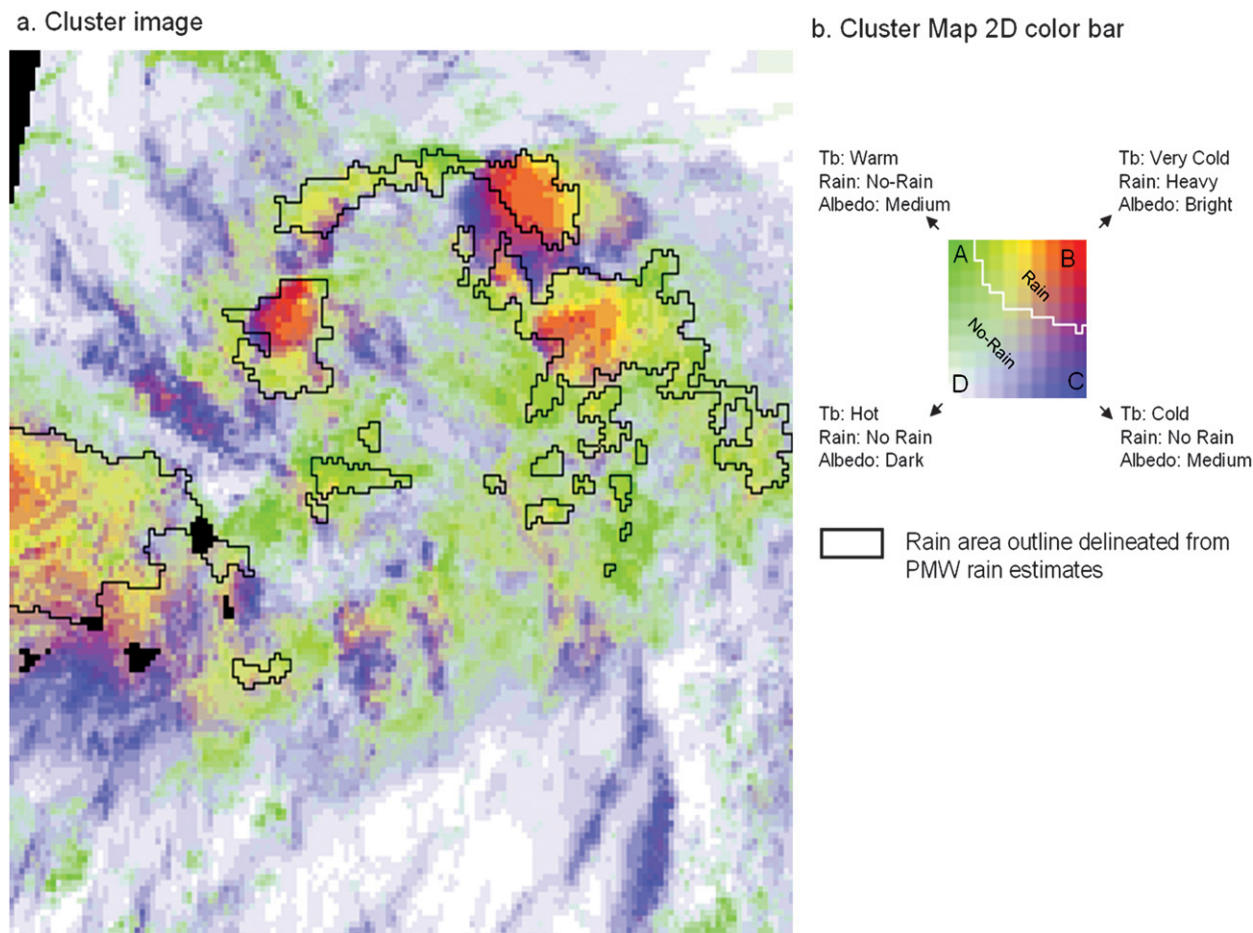 a. Cluster image
b. Cluster Map 2D color bar
Tb: Warm
Rain: No-Rain
Albedo: Medium
Tb: Very Cold
Rain: Heavy
Albedo: Bright
A
B
Rain
No-Rain
D
C
Tb: Hot
Rain: No Rain
Albedo: Dark
Tb: Cold
Rain: No Rain
Albedo: Medium
Rain area outline delineated from
PMW rain estimates